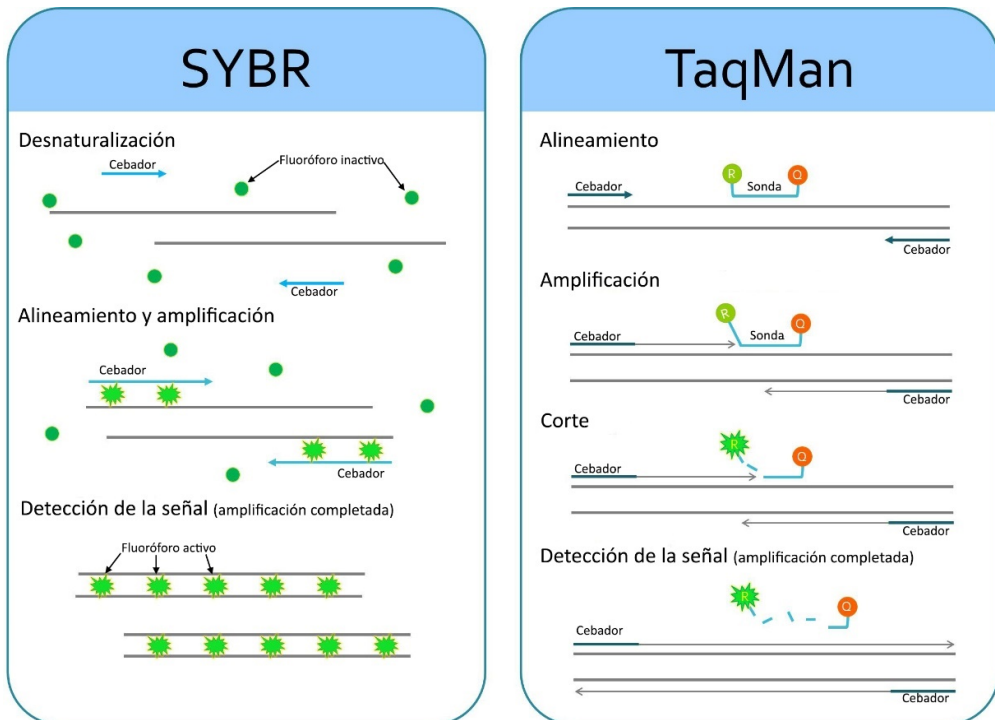 SYBR
Desnaturalización
Cebador
Fluoróforo inactivo
Cebador
Alineamiento y amplificación
Cebador
Cebador
Detección de la señal (amplificación completada)
Fluoróforo activo
TaqMan
Alineamiento
Cebador
R
Sonda
Q
Cebador
Amplificación
Cebador
R
Sonda
Q
Cebador
Corte
Cebador
R
Q
Cebador
Detección de la señal (amplificación completada)
R
Q
Cebador
Cebador